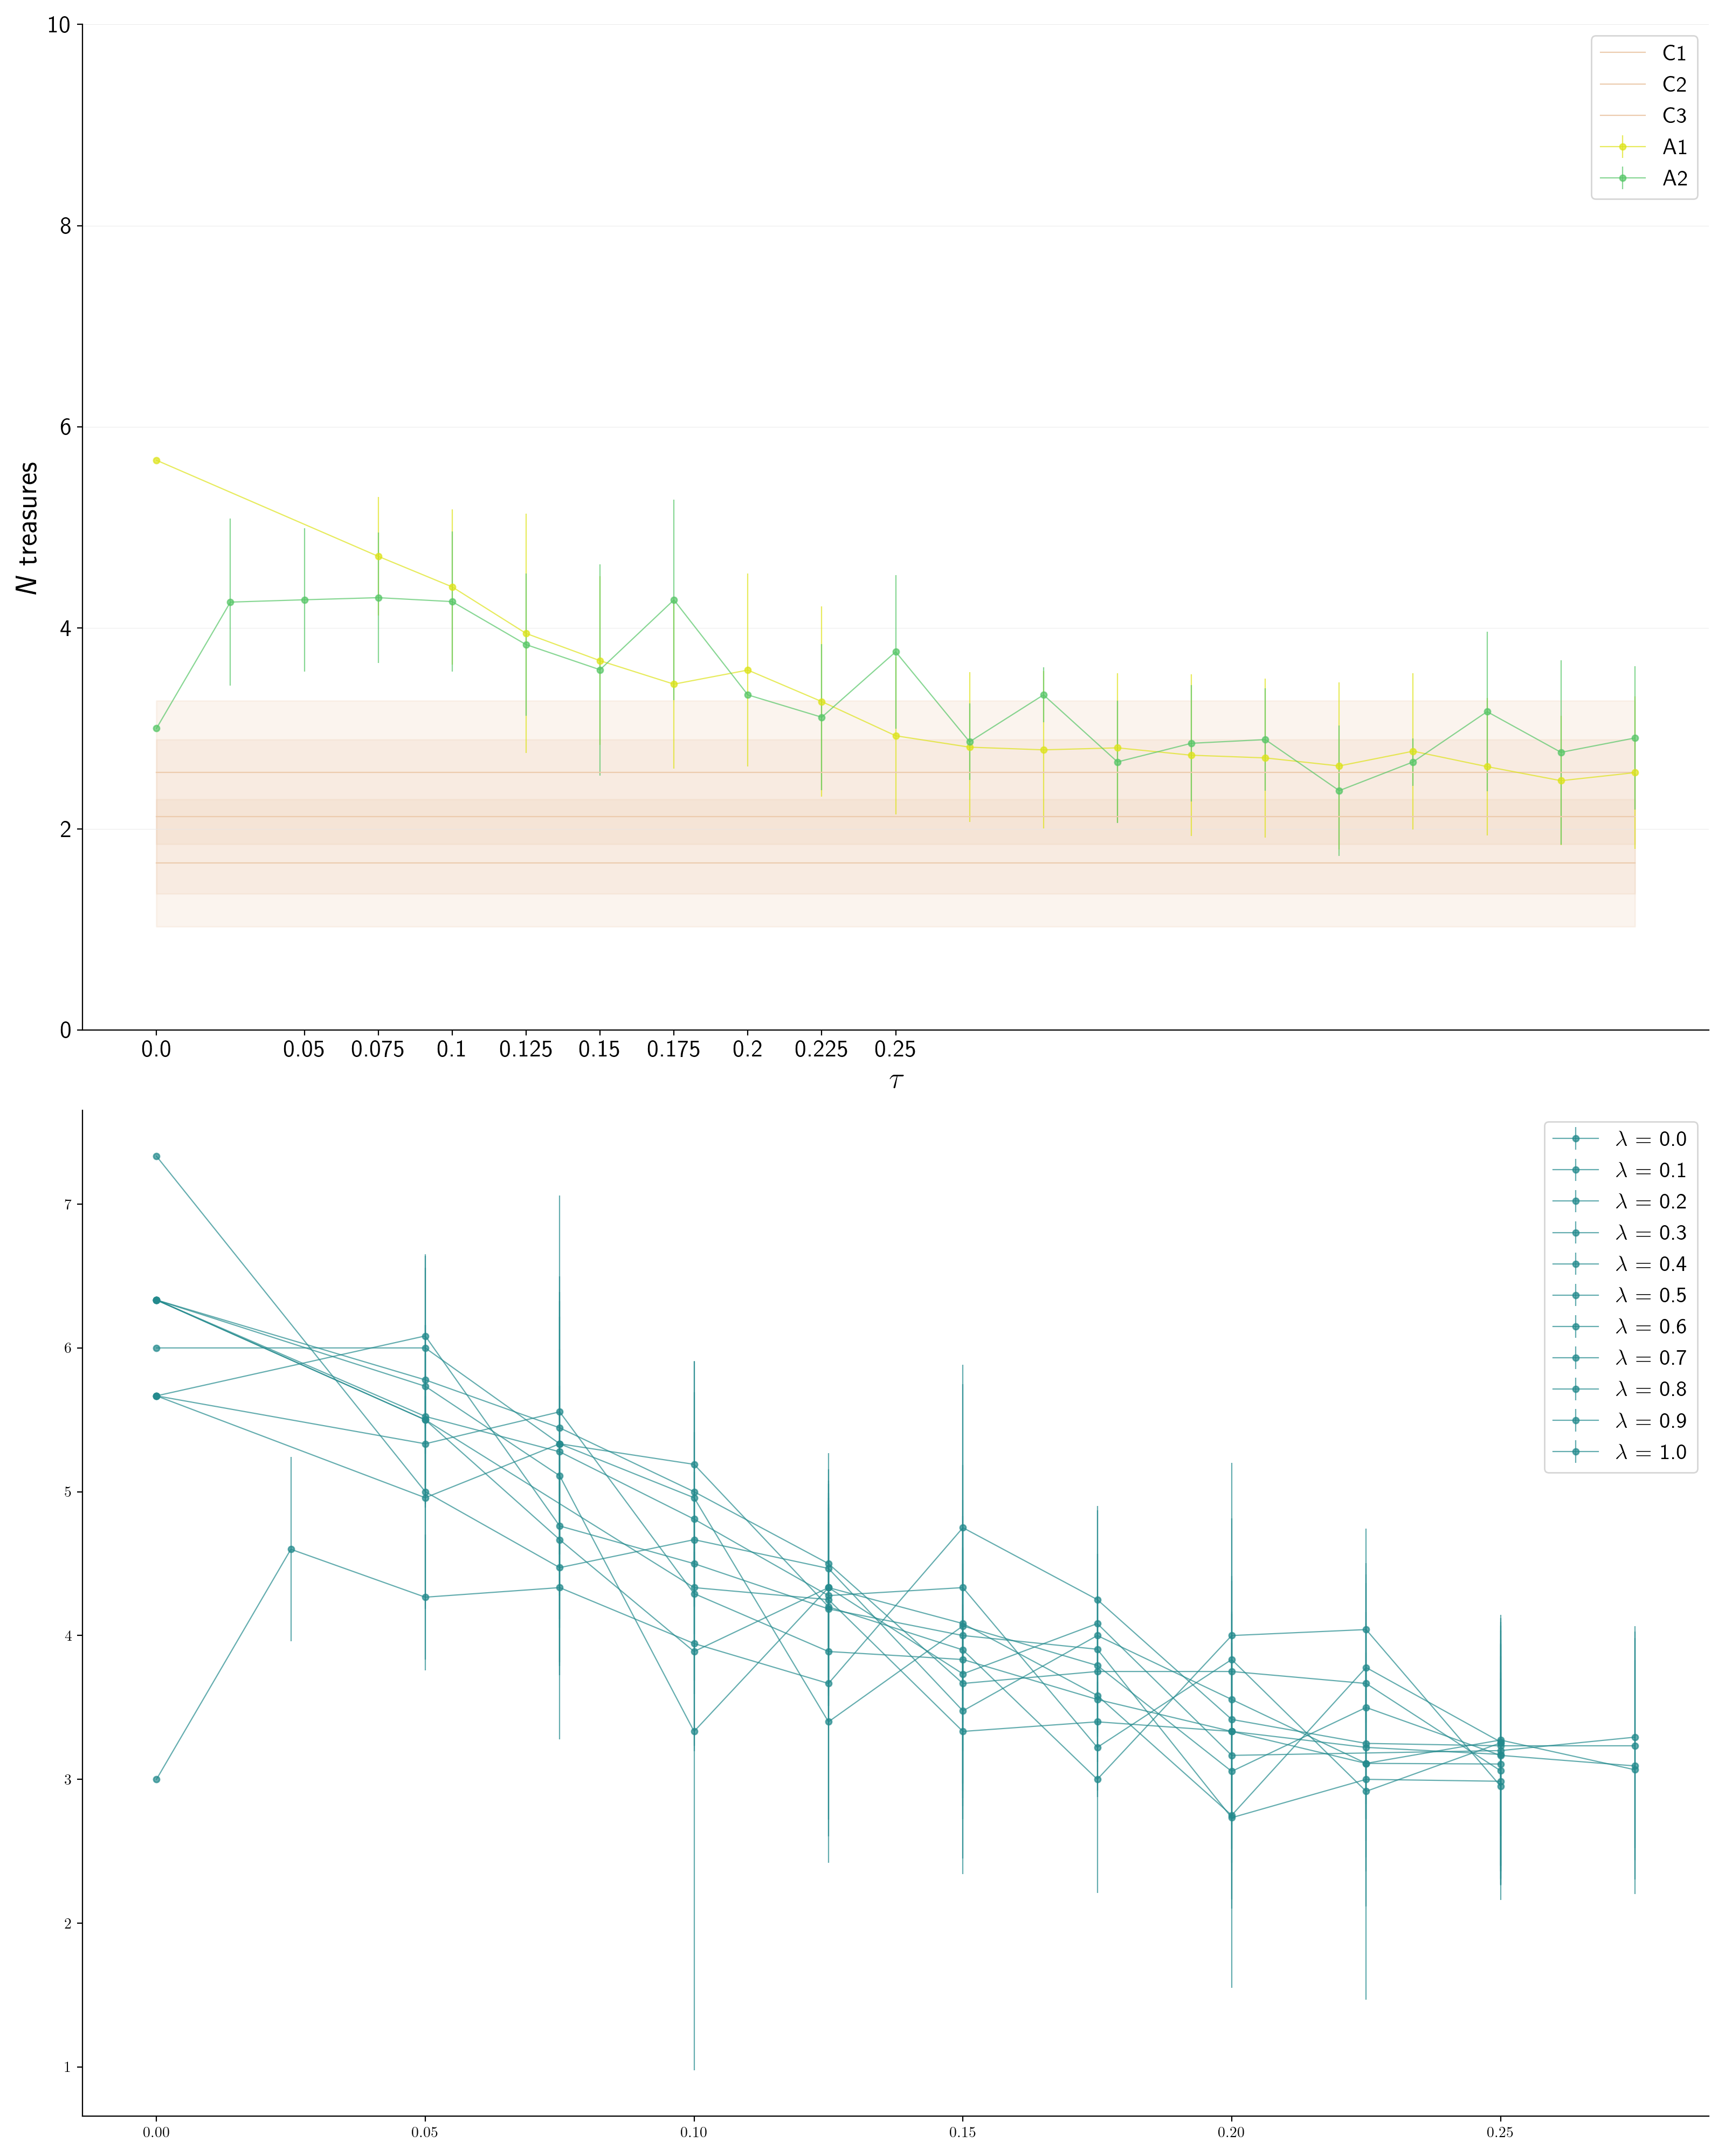 10
C1
C2
C3
A1
A2
8
6
4
2
0
N treasures
0.0 0.05 0.075 0.1 0.125 0.15 0.175 0.2 0.225 0.25
τ
λ = 0.0
λ = 0.1
λ = 0.2
λ = 0.3
λ = 0.4
λ = 0.5
λ = 0.6
λ = 0.7
λ = 0.8
λ = 0.9
λ = 1.0
7
6
5
4
3
2
1
0.00 0.05 0.10 0.15 0.20 0.25